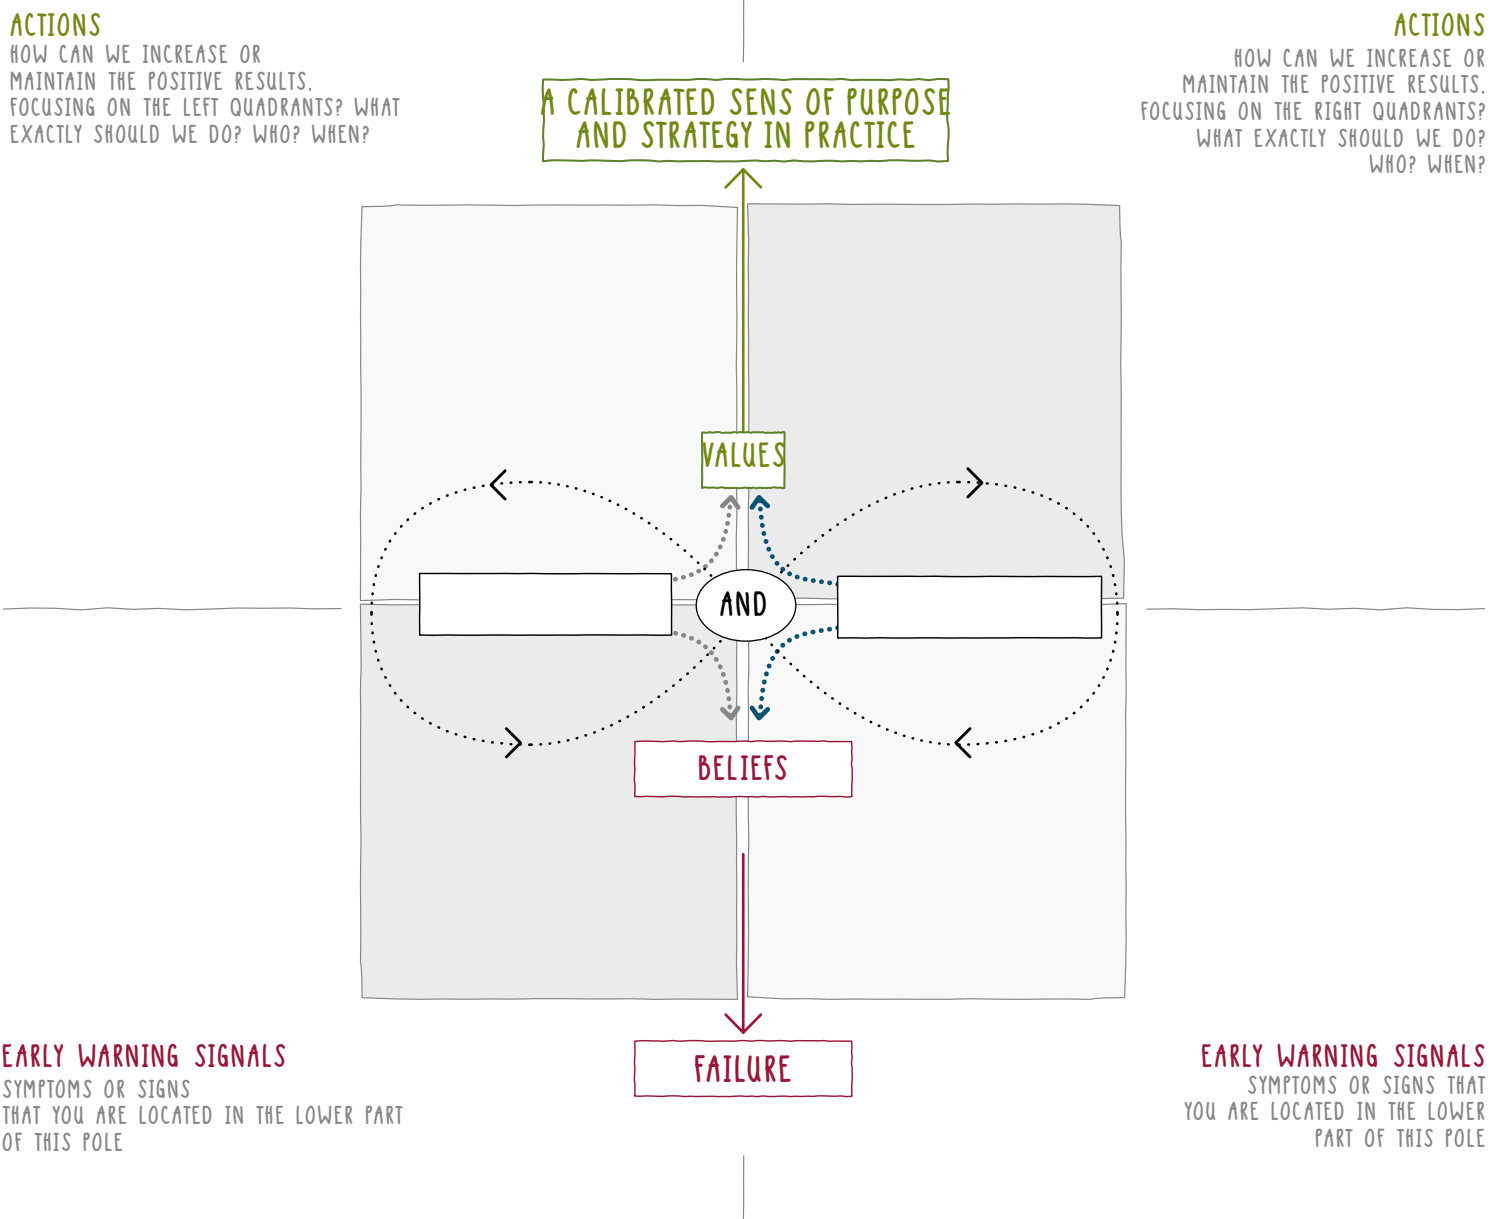 ACTIONS
HOW CAN WE INCREASE OR
MAINTAIN THE POSITIVE RESULTS,
FOCUSING ON THE LEFT QUADRANTS? WHAT
EXACTLY SHOULD WE DO? WHO? WHEN?
A CALIBRATED SENS OF PURPOSE
AND STRATEGY IN PRACTICE
ACTIONS
HOW CAN WE INCREASE OR
MAINTAIN THE POSITIVE RESULTS,
FOCUSING ON THE RIGHT QUADRANTS?
WHAT EXACTLY SHOULD WE DO?
WHO? WHEN?
VALUES
AND
BELIEFS
EARLY WARNING SIGNALS
SYMPTOMS OR SIGNS
THAT YOU ARE LOCATED IN THE LOWER PART
OF THIS POLE
FAILURE
EARLY WARNING SIGNALS
SYMPTOMS OR SIGNS THAT
YOU ARE LOCATED IN THE LOWER
PART OF THIS POLE